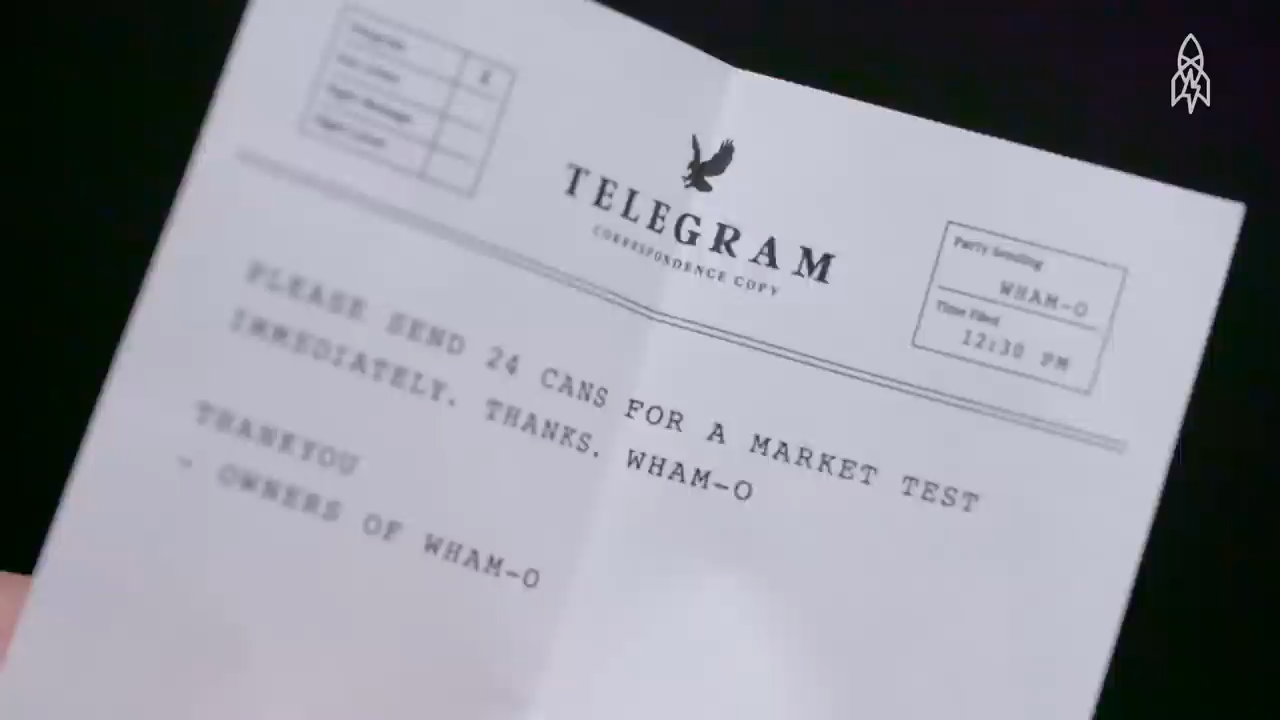 TELEGRAM
CORRESPONDENCE COPY
Party Sending
WHAM-O
Time Filed
12:30 PM
PLEASE SEND 24 CANS FOR A MARKET TEST
IMMEDIATELY. THANKS. WHAM-O
THANKYOU
- OWNERS OF WHAM-O